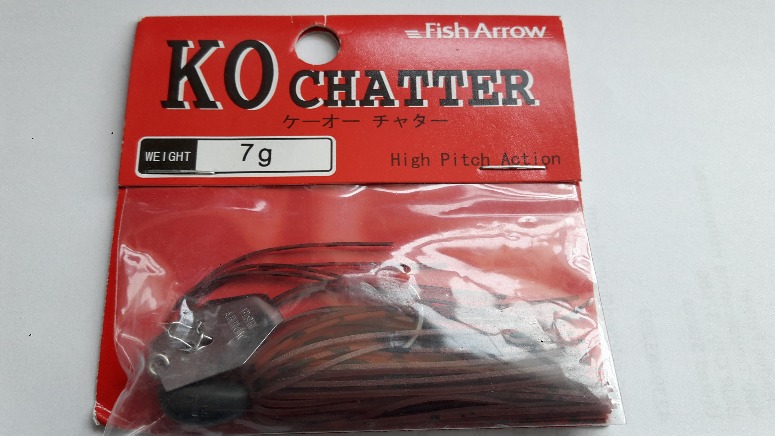 Fish Arrow
KO CHATTER
ケーオー チャター
WEIGHT 7g
High Pitch Action